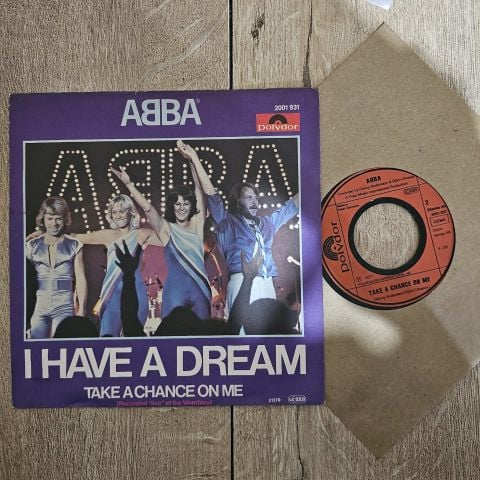 ABBA®
2001 931
Polydor
ABBA
I HAVE A DREAM
TAKE A CHANCE ON ME
(Recorded "live" at the Wembley)
ABBA
2
Polydor
TAKE A CHANCE ON ME